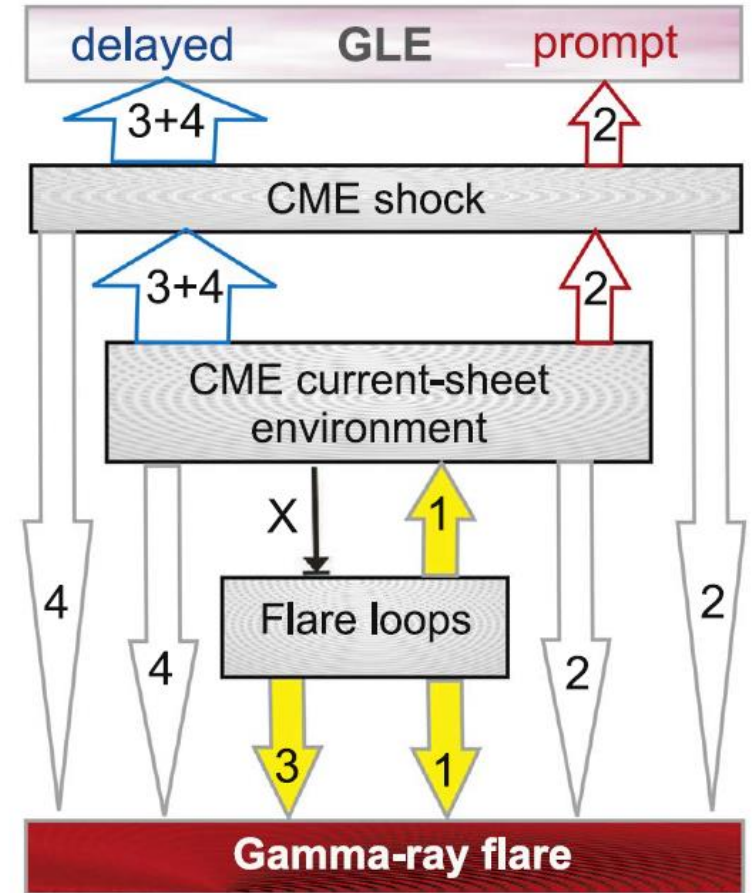 delayed GLE prompt
3+4 2
CME shock
3+4 2
CME current-sheet
environment
X 1
4 Flare loops 2
4 2
3 1
Gamma-ray flare